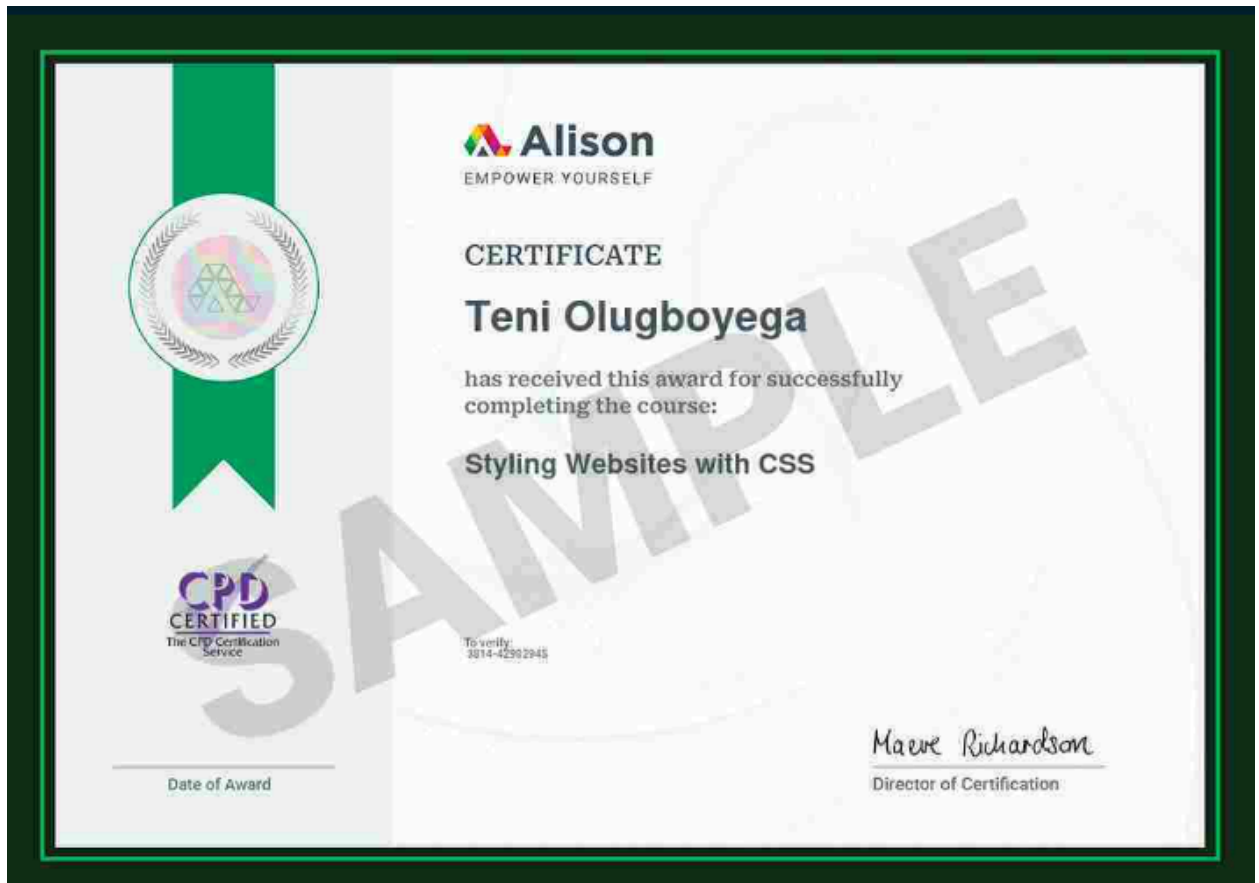 Alison
EMPOWER YOURSELF
CERTIFICATE
Teni Olugboyega
has received this award for successfully
completing the course:
Styling Websites with CSS
SAMPLE
CPD
CERTIFIED
The CPD Certification
Service
To verify:
Date of Award
Maeve Richardson
Director of Certification